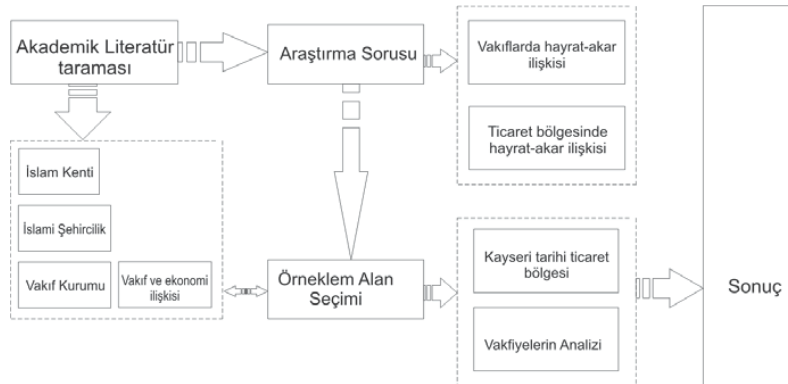 Akademik Literatür
taraması
Araştırma Sorusu
Vakıflarda hayrat-akar
ilişkisi
Ticaret bölgesinde
hayrat-akar ilişkisi
İslam Kenti
İslami Şehircilik
Vakıf Kurumu
Vakıf ve ekonomi
ilişkisi
Örneklem Alan
Seçimi
Kayseri tarihi ticaret
bölgesi
Vakfiyelerin Analizi
Sonuç